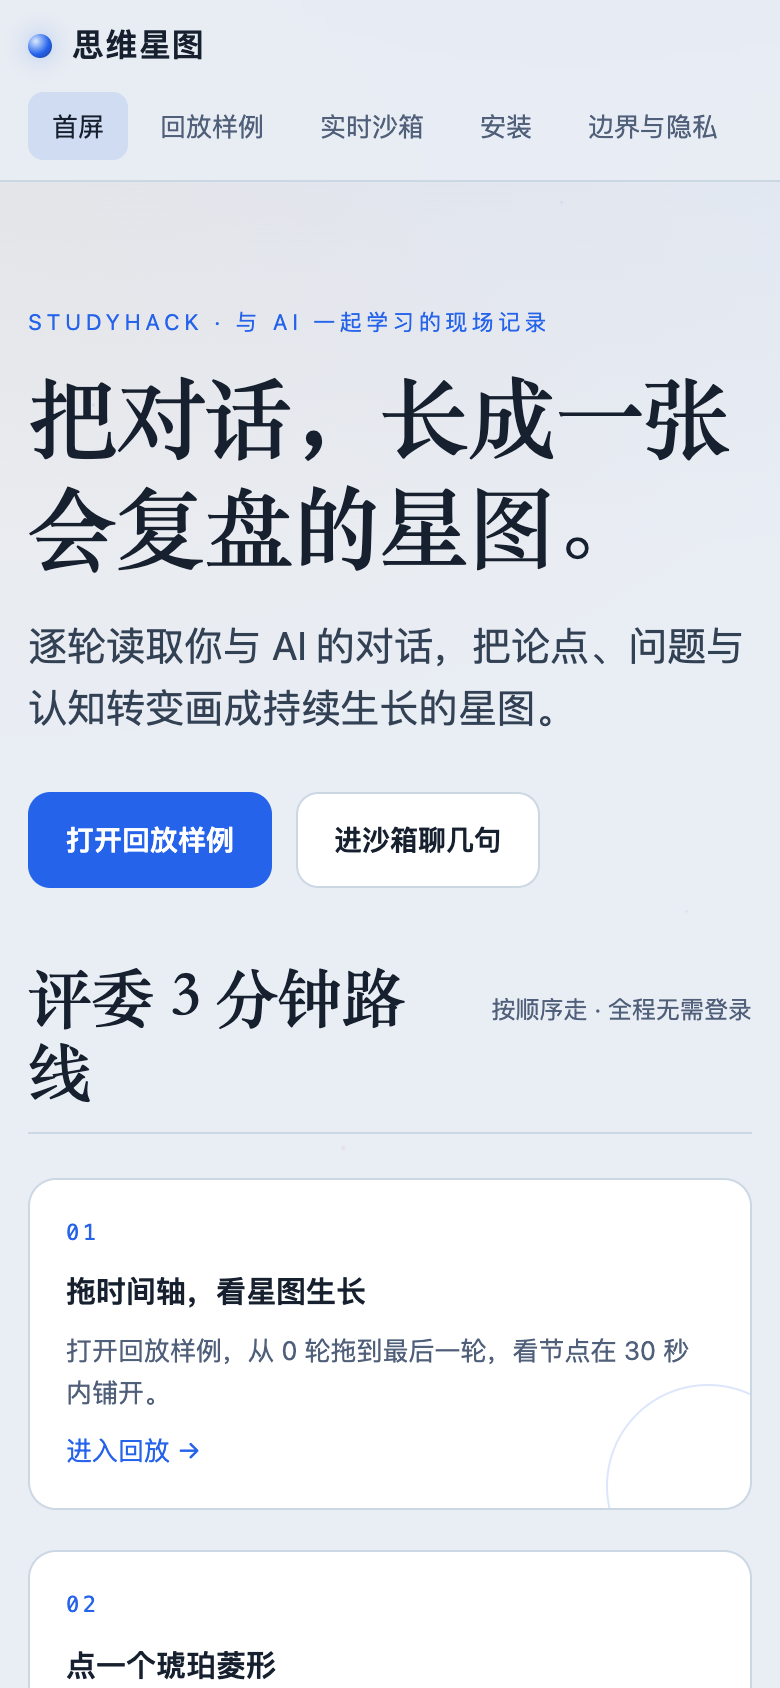 思维星图
首屏 回放样例 实时沙箱 安装 边界与隐私
STUDYHACK · 与 AI 一起学习的现场记录
把对话，长成一张
会复盘的星图。
逐轮读取你与 AI 的对话，把论点、问题与
认知转变画成持续生长的星图。
打开回放样例 进沙箱聊几句
评委 3 分钟路
线
按顺序走 · 全程无需登录
01
拖时间轴，看星图生长
打开回放样例，从 0 轮拖到最后一轮，看节点在 30 秒
内铺开。
进入回放 →
02
点一个琥珀菱形